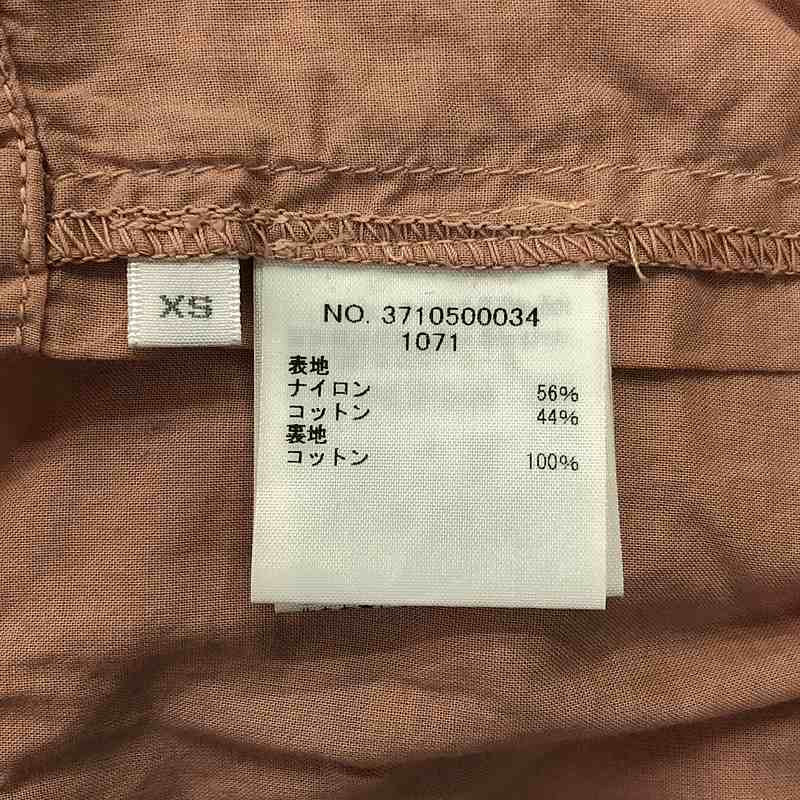 XS
NO. 3710500034
1071
表地
ナイロン 56%
コットン 44%
裏地
コットン 100%